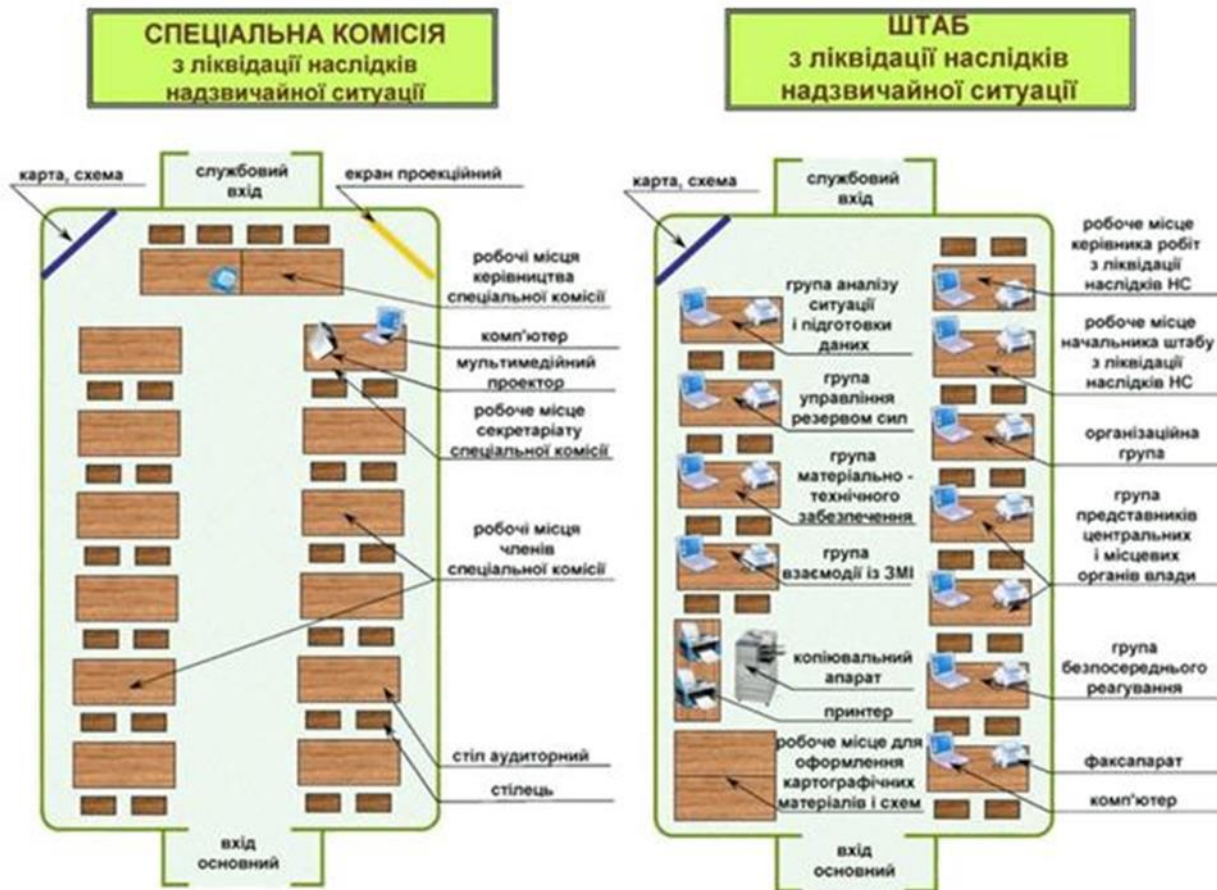 СПЕЦІАЛЬНА КОМІСІЯ
з ліквідації наслідків
надзвичайної ситуації
карта, схема
службовий
вхід
екран проекційний
робочі місця
керівництва
спеціальної комісії
комп'ютер
мультимедійний
проектор
робоче місце
секретаріату
спеціальної комісії
робочі місця
членів
спеціальної комісії
стіл аудиторний
стілець
вхід
основний
ШТАБ
з ліквідації наслідків
надзвичайної ситуації
карта, схема
службовий
вхід
група аналізу
ситуації
і підготовки
даних
група
управління
резервом сил
група
матеріально -
технічного
забезпечення
група
взаємодії із ЗМІ
копіювальний
апарат
принтер
робоче місце для
оформлення
картографічних
матеріалів і схем
робоче місце
керівника робіт
з ліквідації
наслідків НС
робоче місце
начальника штабу
з ліквідації
наслідків НС
організаційна
група
група
представників
центральних
і місцевих
органів влади
група
безпосереднього
реагування
факсапарат
комп'ютер
вхід
основний